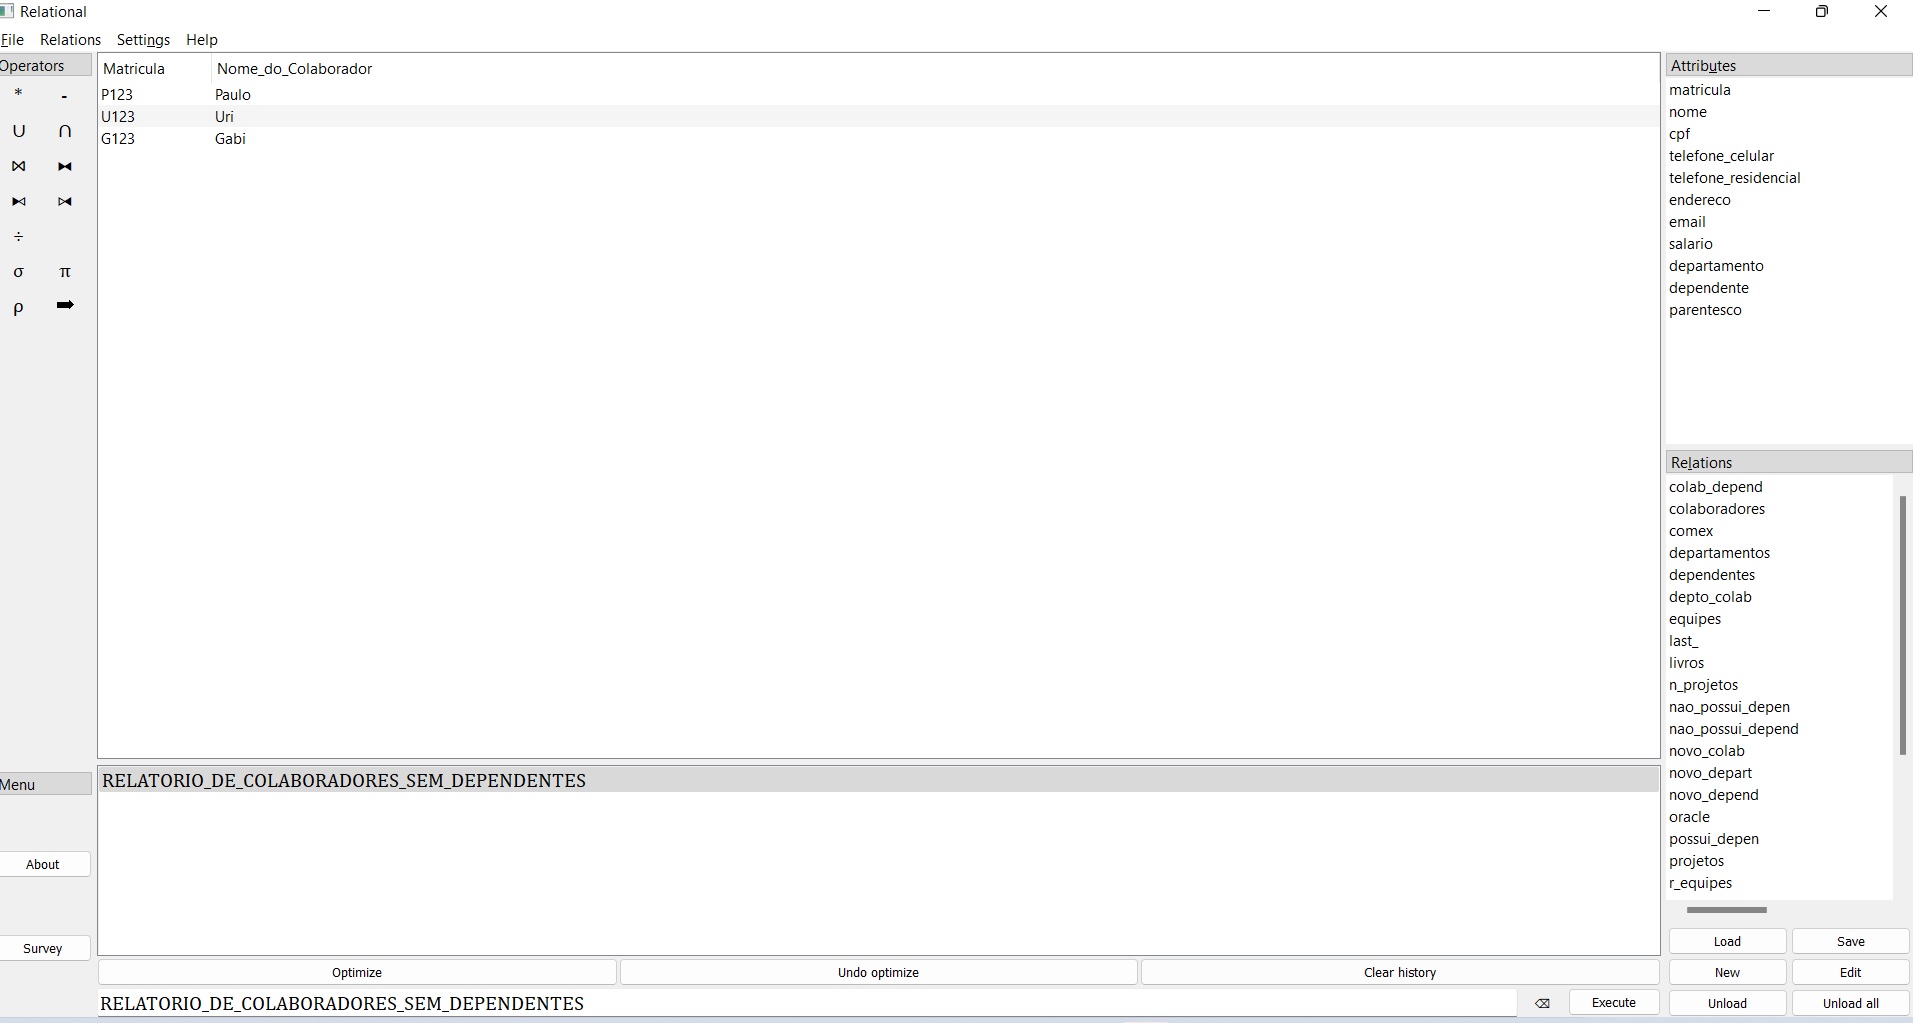 Relational
File Relations Settings Help
Operators
* -
∪ ∩
⋈ ⧓
⧑ ⧒
÷
σ π
ρ ➡
Menu
About
Survey
Matricula Nome_do_Colaborador
P123 Paulo
U123 Uri
G123 Gabi
RELATORIO_DE_COLABORADORES_SEM_DEPENDENTES
Optimize Undo optimize Clear history
RELATORIO_DE_COLABORADORES_SEM_DEPENDENTES ⌫ Execute
Attributes
matricula
nome
cpf
telefone_celular
telefone_residencial
endereco
email
salario
departamento
dependente
parentesco
Relations
colab_depend
colaboradores
comex
departamentos
dependentes
depto_colab
equipes
last_
livros
n_projetos
nao_possui_depen
nao_possui_depend
novo_colab
novo_depart
novo_depend
oracle
possui_depen
projetos
r_equipes
Load Save
New Edit
Unload Unload all